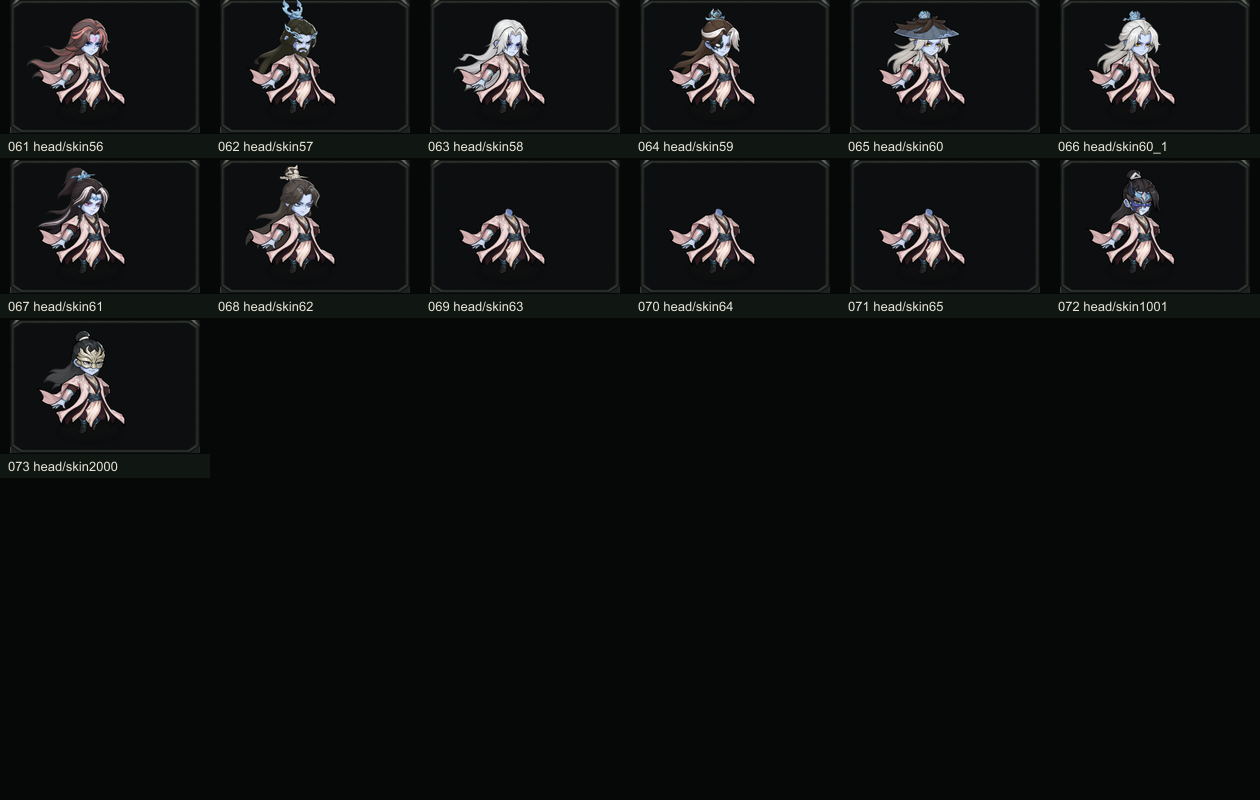 061 head/skin56
062 head/skin57
063 head/skin58
064 head/skin59
065 head/skin60
066 head/skin60_1
067 head/skin61
068 head/skin62
069 head/skin63
070 head/skin64
071 head/skin65
072 head/skin1001
073 head/skin2000